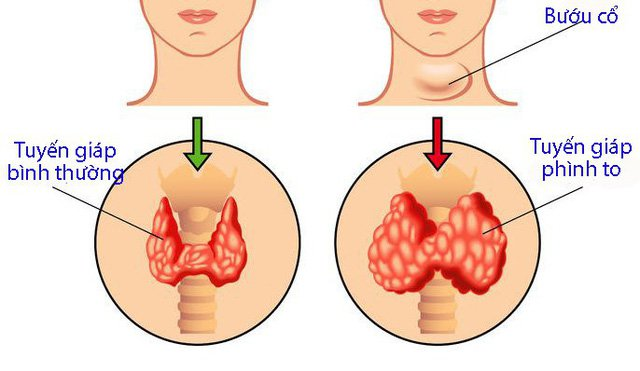 Bướu cổ
Tuyến giáp
bình thường
Tuyến giáp
phình to